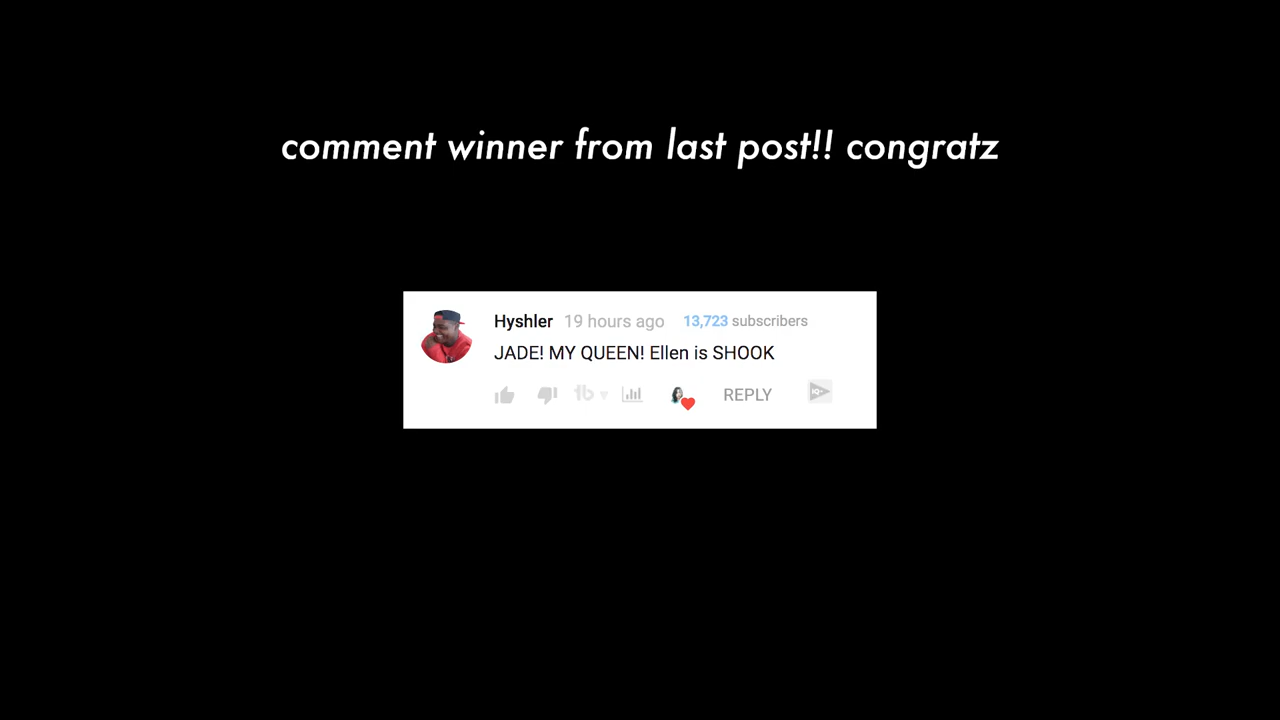 comment winner from last post!! congratz
Hyshler 19 hours ago 13,723 subscribers
JADE! MY QUEEN! Ellen is SHOOK
REPLY